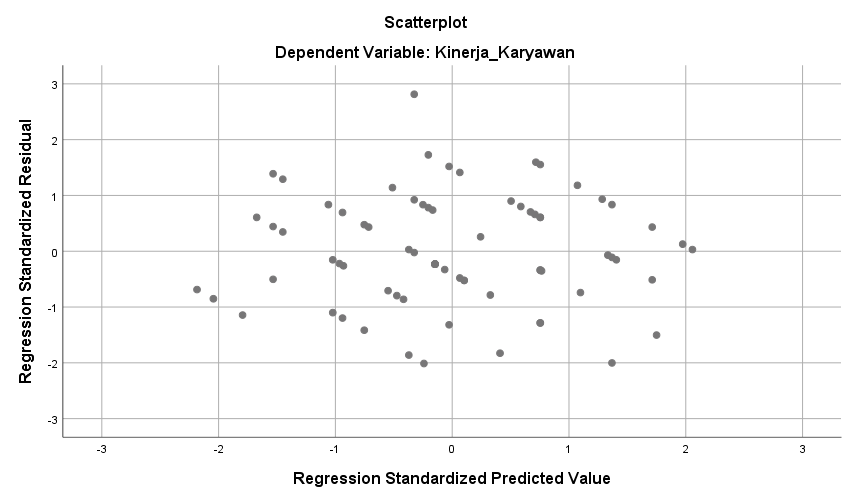 Scatterplot
Dependent Variable: Kinerja_Karyawan
Regression Standardized Residual
3
2
1
0
-1
-2
-3
-3 -2 -1 0 1 2 3
Regression Standardized Predicted Value